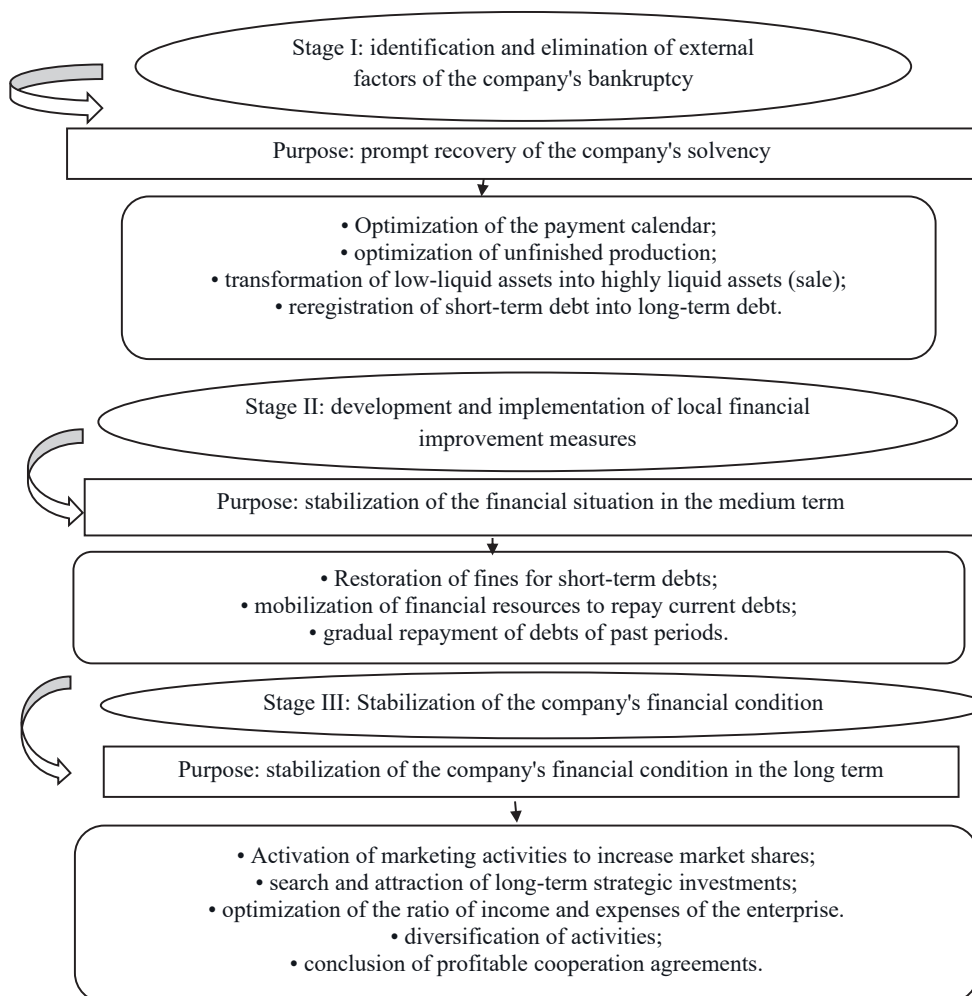 Stage I: identification and elimination of external
factors of the company's bankruptcy
Purpose: prompt recovery of the company's solvency
• Optimization of the payment calendar;
• optimization of unfinished production;
• transformation of low-liquid assets into highly liquid assets (sale);
• reregistration of short-term debt into long-term debt.
Stage II: development and implementation of local financial
improvement measures
Purpose: stabilization of the financial situation in the medium term
• Restoration of fines for short-term debts;
• mobilization of financial resources to repay current debts;
• gradual repayment of debts of past periods.
Stage III: Stabilization of the company's financial condition
Purpose: stabilization of the company's financial condition in the long term
• Activation of marketing activities to increase market shares;
• search and attraction of long-term strategic investments;
• optimization of the ratio of income and expenses of the enterprise.
• diversification of activities;
• conclusion of profitable cooperation agreements.